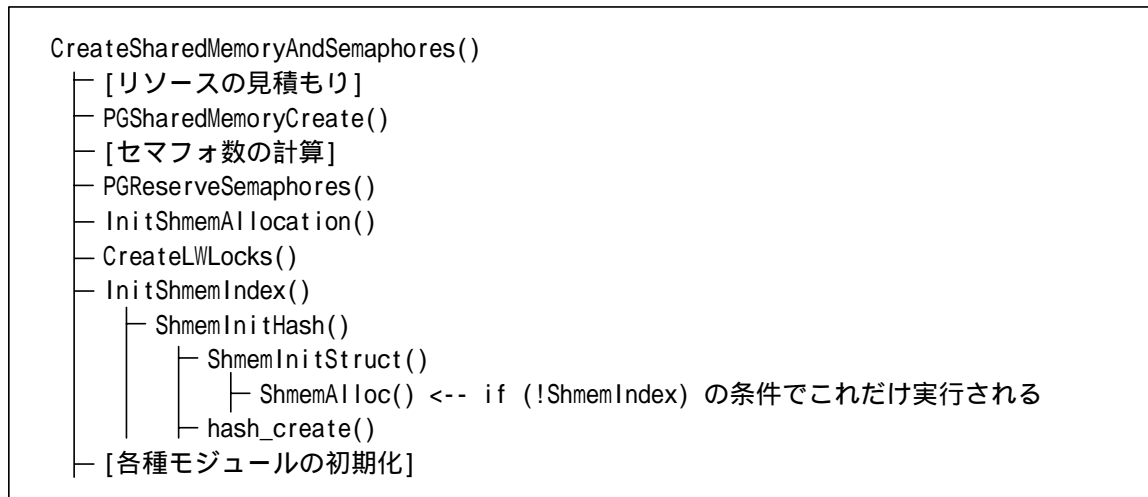 CreateSharedMemoryAndSemaphores()
[リソースの見積もり]
PGSharedMemoryCreate()
[セマフォ数の計算]
PGReserveSemaphores()
InitShmemAllocation()
CreateLWLocks()
InitShmemIndex()
ShmemInitHash()
ShmemInitStruct()
ShmemAlloc() <-- if (!ShmemIndex) の条件でこれだけ実行される
hash_create()
[各種モジュールの初期化]